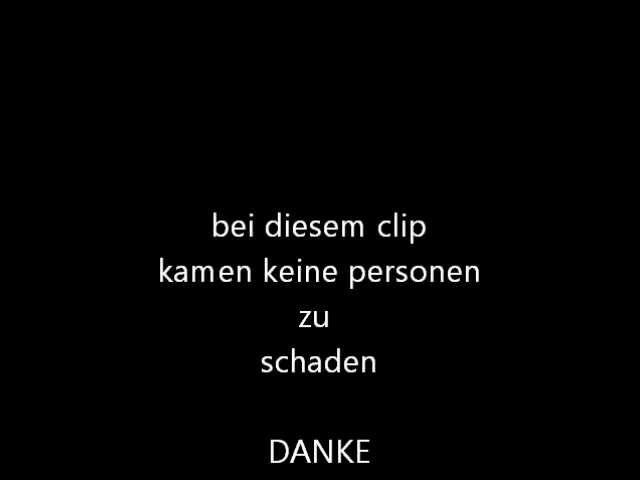 bei diesem clip
kamen keine personen
zu
schaden
DANKE